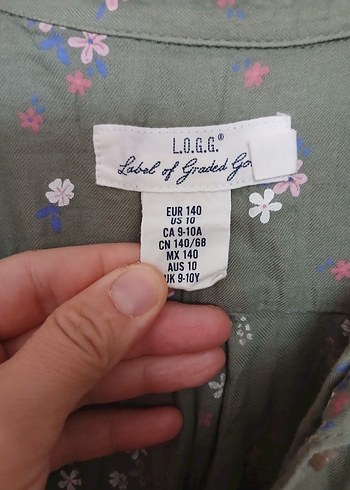 L.O.G.G.®
Label of Graded
EUR 140
US 10
CA 9-10A
CN 140/68
MX 140
AUS 10
UK 9-10Y